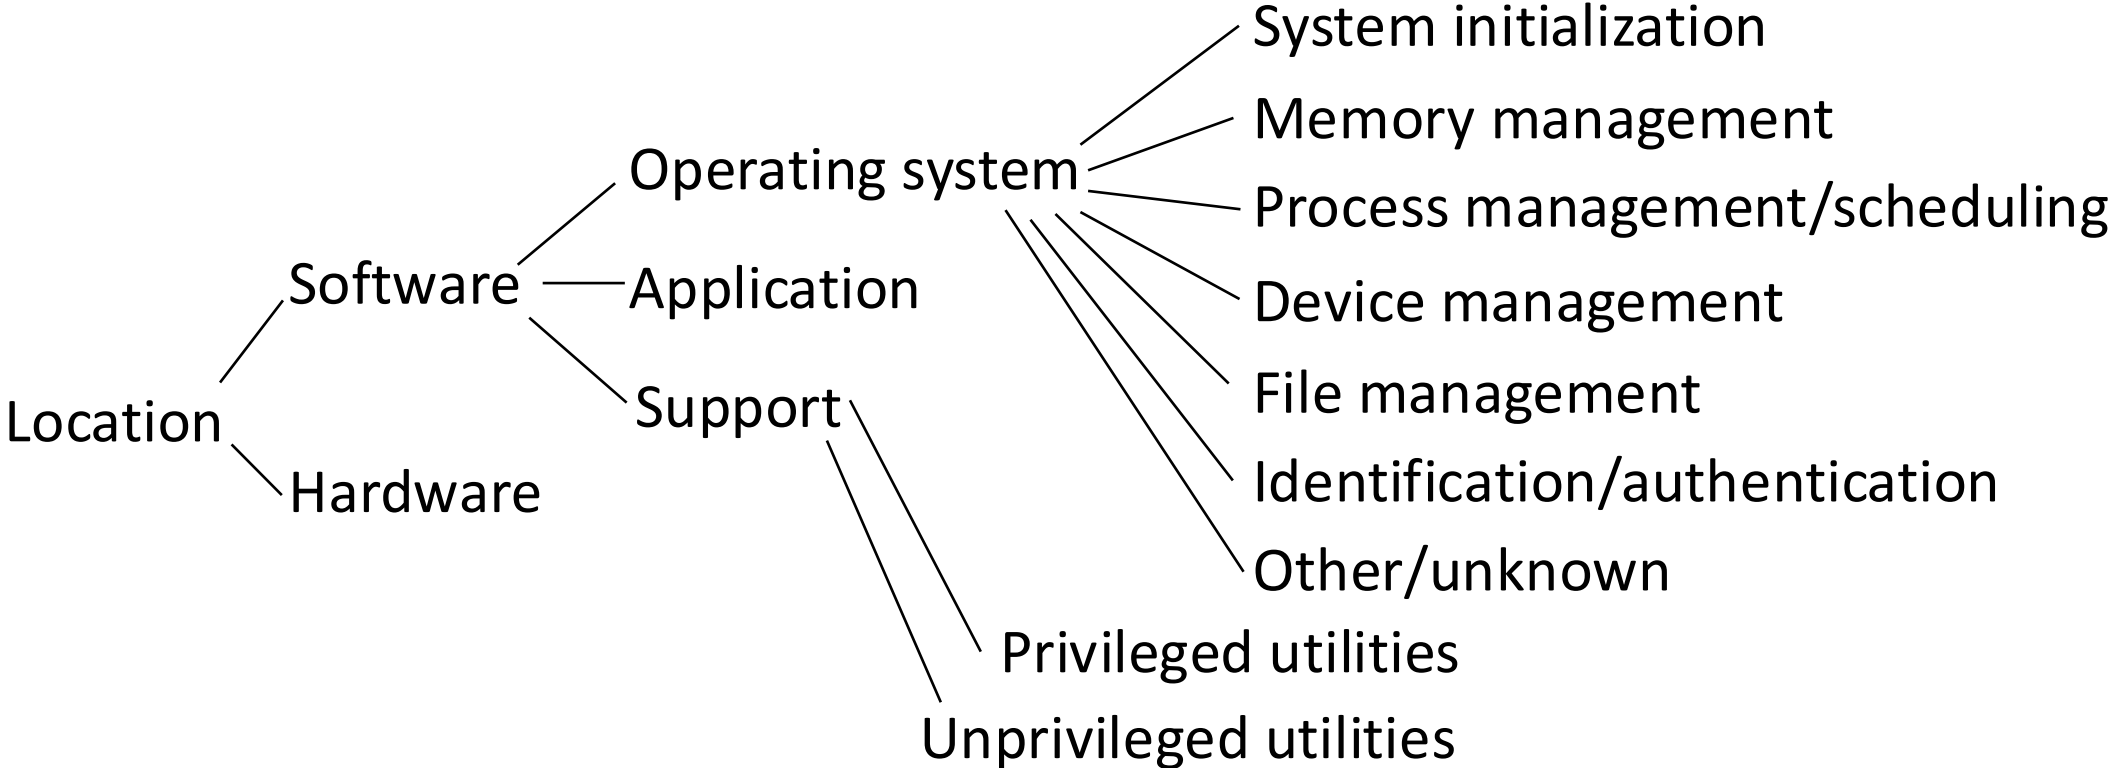 System initialization
Memory management
Operating system
Process management/scheduling
Software
Application
Device management
Support
File management
Location
Hardware
Identification/authentication
Other/unknown
Privileged utilities
Unprivileged utilities